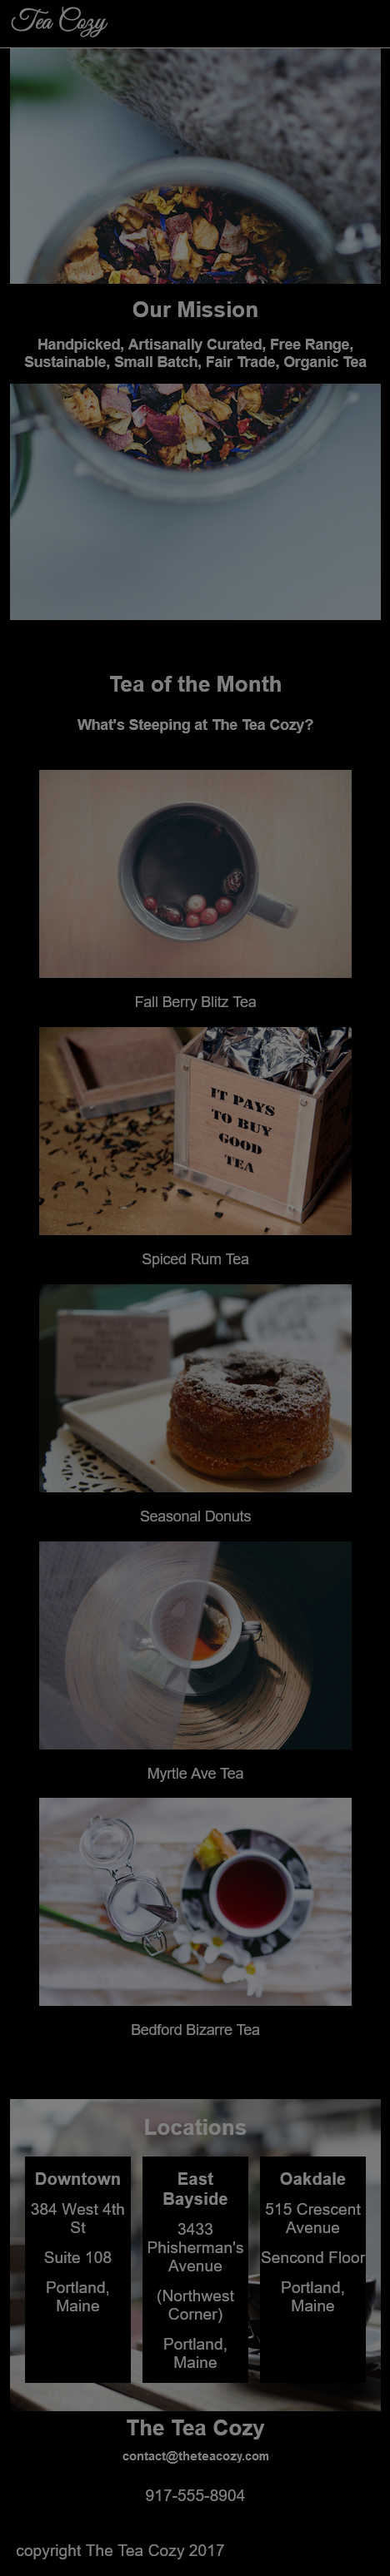 Tea Cozy
Our Mission
Handpicked, Artisanally Curated, Free Range,
Sustainable, Small Batch, Fair Trade, Organic Tea
Tea of the Month
What's Steeping at The Tea Cozy?
Fall Berry Blitz Tea
IT PAYS
TO BUY
GOOD
TEA
Spiced Rum Tea
Seasonal Donuts
Myrtle Ave Tea
Bedford Bizarre Tea
Locations
Downtown
384 West 4th
St
Suite 108
Portland,
Maine
East
Bayside
3433
Phisherman's
Avenue
(Northwest
Corner)
Portland,
Maine
Oakdale
515 Crescent
Avenue
Sencond Floor
Portland,
Maine
The Tea Cozy
contact@theteacozy.com
917-555-8904
copyright The Tea Cozy 2017